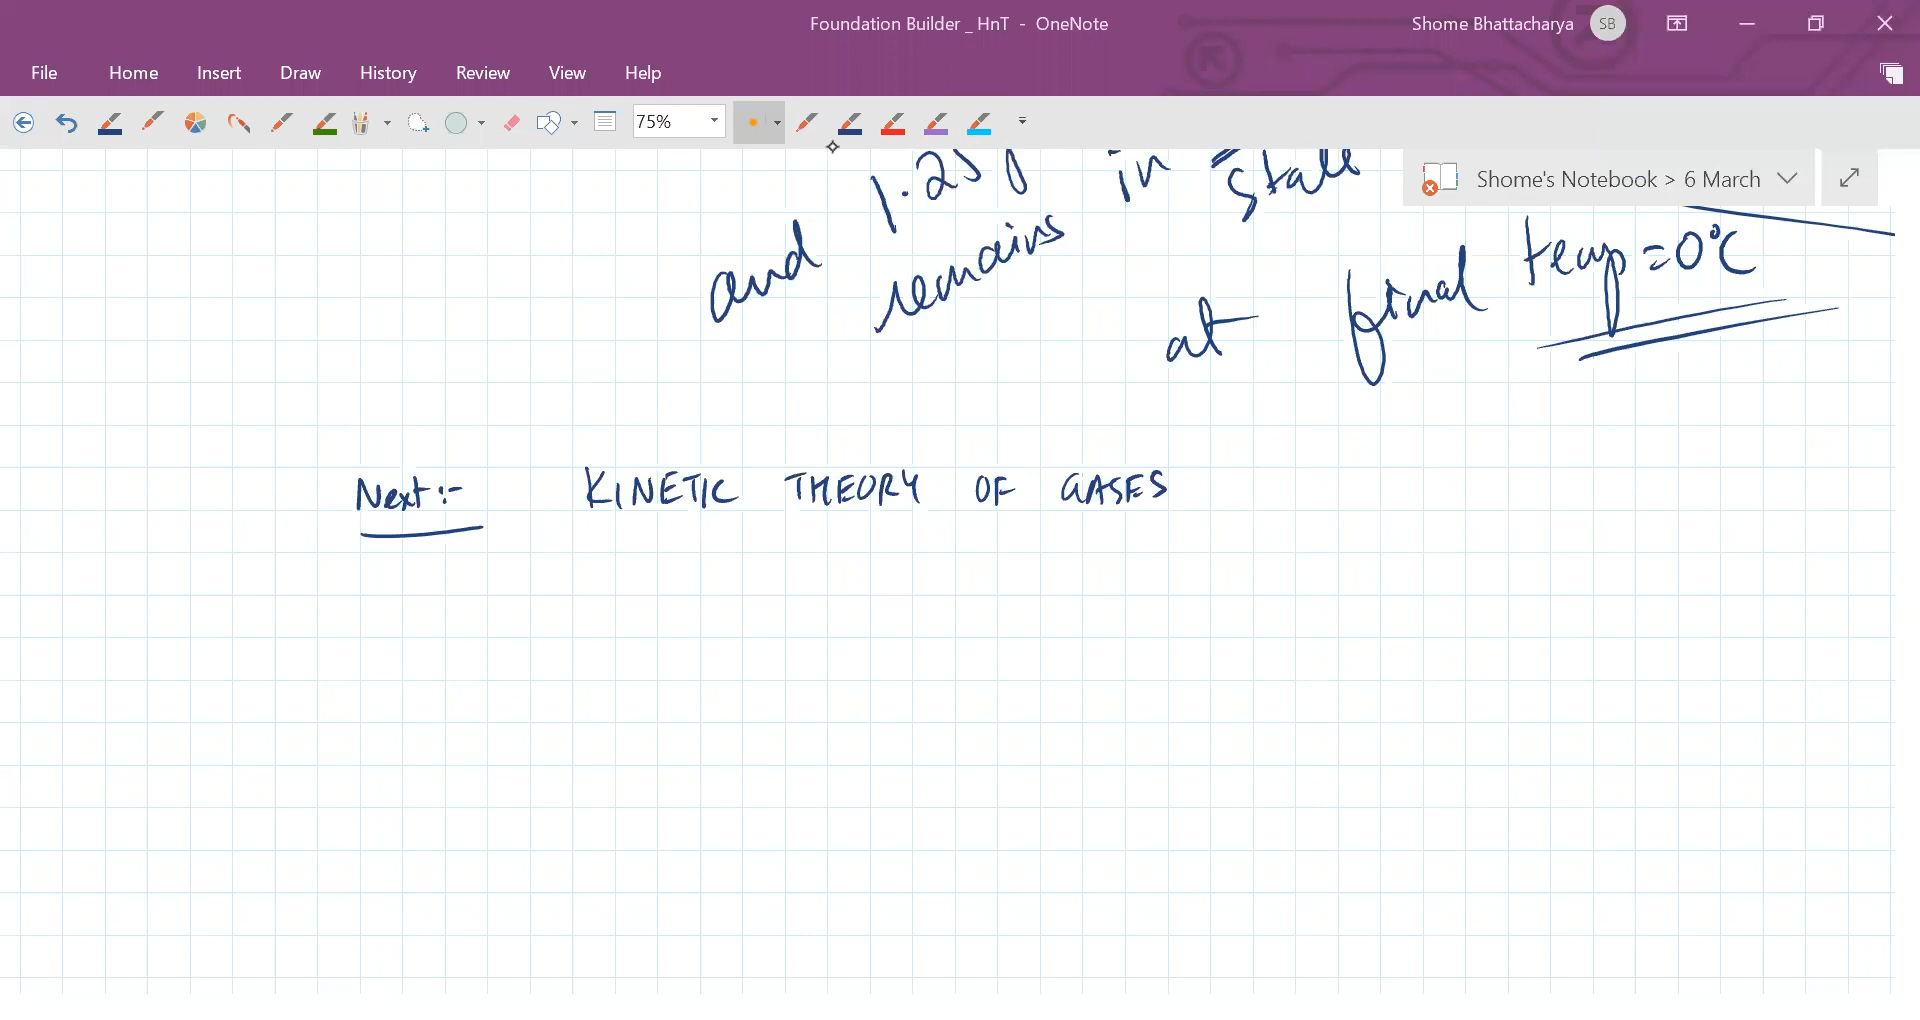 Foundation Builder _ HnT - OneNote
Shome Bhattacharya SB
File Home Insert Draw History Review View Help
75%
Shome's Notebook > 6 March
and 1.25 g in state
remains
at final temp = 0°C
Next:- KINETIC THEORY OF GASES